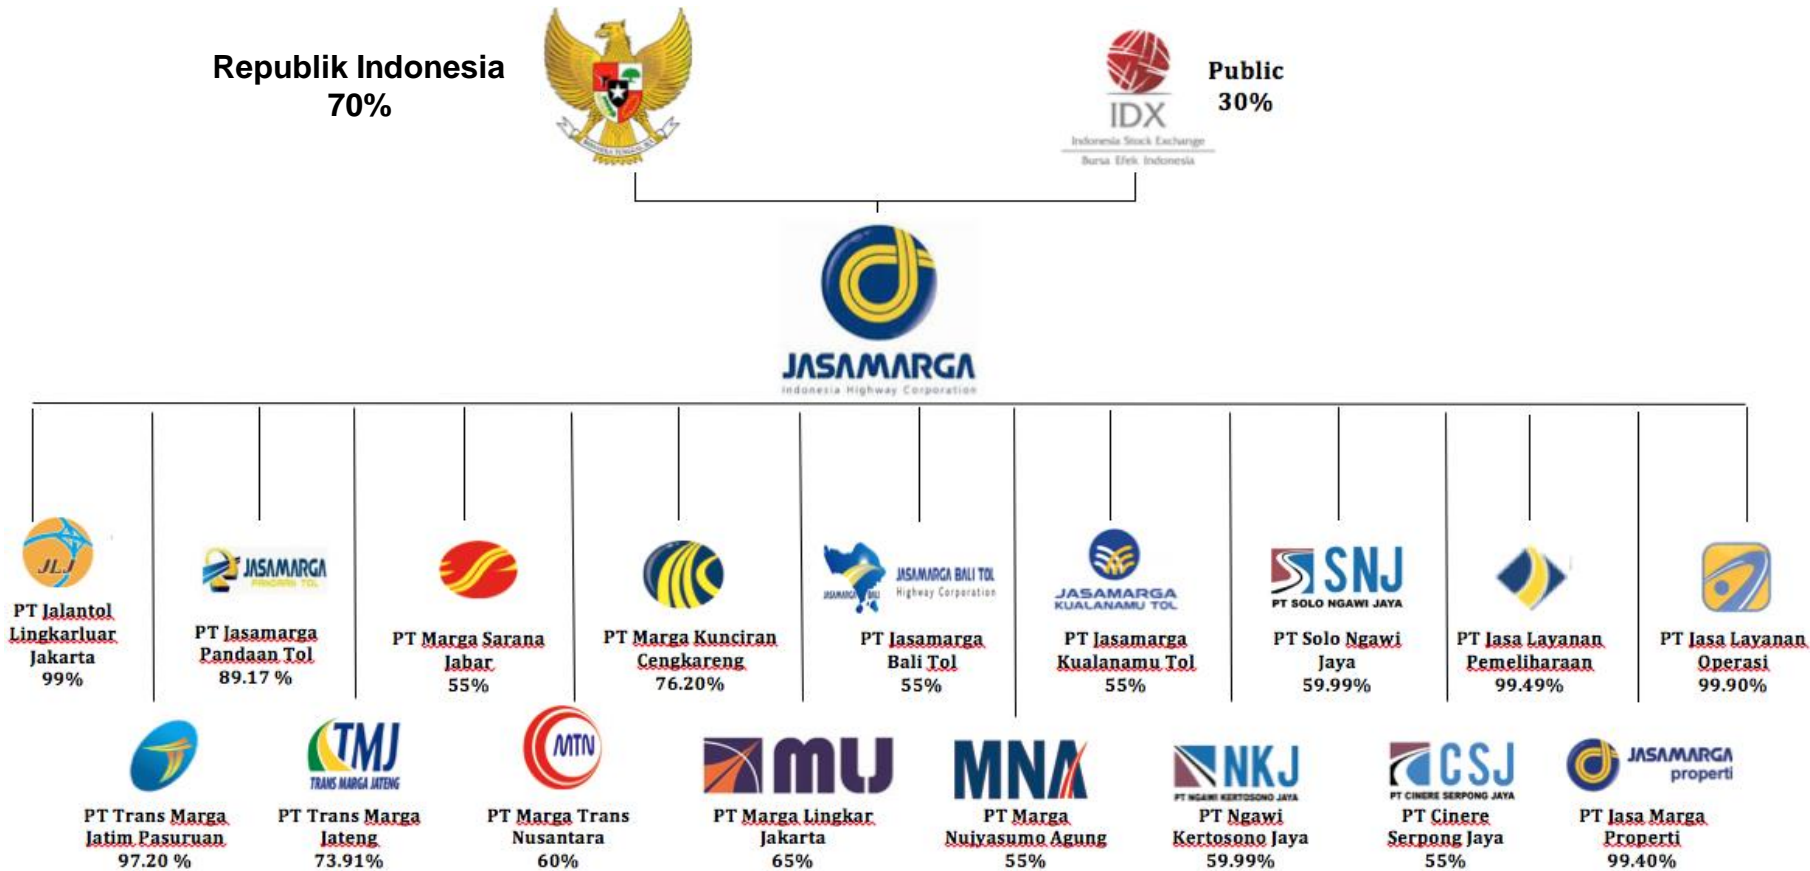 Republik Indonesia
70%
Public
30%
IDX
Indonesia Stock Exchange
Bursa Efek Indonesia
JASAMARGA
Indonesia Highway Corporation
JLJ
PT Jalantol
Lingkarluar
Jakarta
99%
JASAMARGA
PANDAAN TOL
PT Jasamarga
Pandaan Tol
89.17 %
PT Marga Sarana
Jabar
55%
PT Marga Kunciran
Cengkareng
76.20%
JASAMARGA BALI
JASAMARGA BALI TOL
Highway Corporation
PT Jasamarga
Bali Tol
55%
JASAMARGA
KUALANAMU TOL
PT Jasamarga
Kualanamu Tol
55%
SNJ
PT SOLO NGAWI JAYA
PT Solo Ngawi
Jaya
59.99%
PT Jasa Layanan
Pemeliharaan
99.49%
PT Jasa Layanan
Operasi
99.90%
PT Trans Marga
Jatim Pasuruan
97.20 %
TMJ
TRANS MARGA JATENG
PT Trans Marga
Jateng
73.91%
MTN
PT Marga Trans
Nusantara
60%
MLJ
PT Marga Lingkar
Jakarta
65%
MNA
PT Marga
Nujyasumo Agung
55%
NKJ
PT NGAWI KERTOSONO JAYA
PT Ngawi
Kertosono Jaya
59.99%
CSJ
PT CINERE SERPONG JAYA
PT Cinere
Serpong Jaya
55%
JASAMARGA
properti
PT Jasa Marga
Properti
99.40%